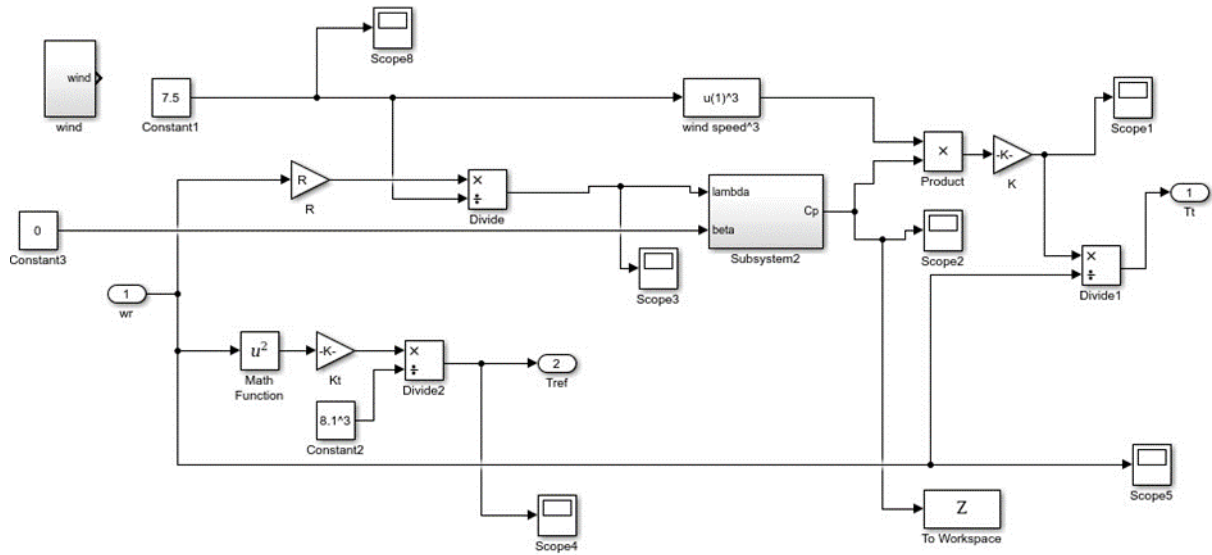 Scope8
wind
wind
7.5
Constant1
u(1)^3
wind speed^3
Scope1
×
Product
-K-
K
R
R
×
÷
Divide
lambda
beta
Cp
Subsystem2
1
Tt
0
Constant3
Scope2
×
÷
Divide1
Scope3
1
wr
u²
Math
Function
-K-
Kt
×
÷
Divide2
2
Tref
8.1^3
Constant2
Scope5
Scope4
Z
To Workspace